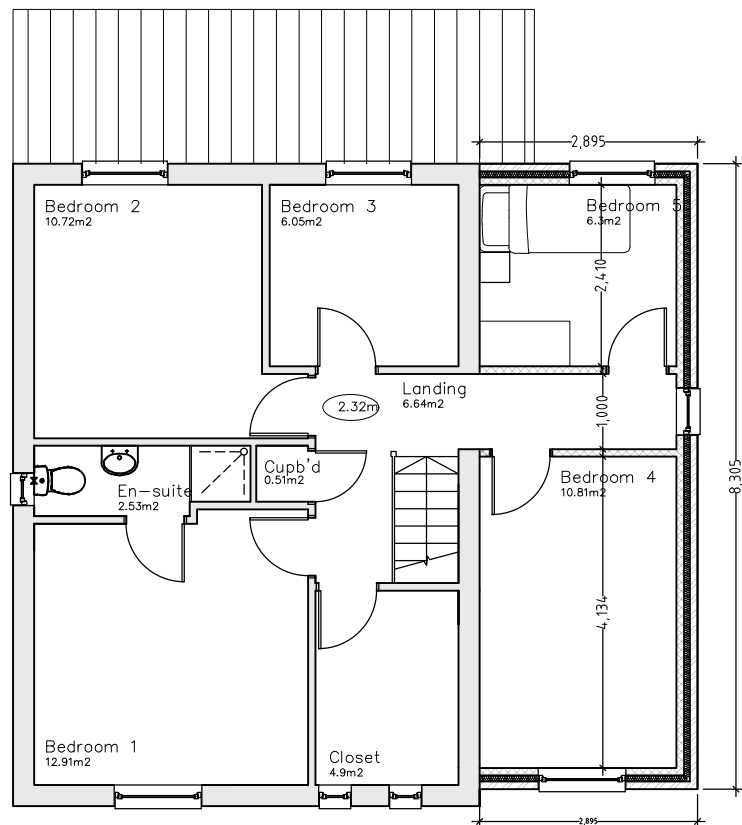 2,895
Bedroom 2
10.72m2
Bedroom 3
6.05m2
Bedroom 5
6.3m2
2,410
Landing
6.64m2
2.32m
1,000
8,305
Cupb'd
0.51m2
En-suite
2.53m2
Bedroom 4
10.81m2
4,134
Bedroom 1
12.91m2
Closet
4.9m2
2,895